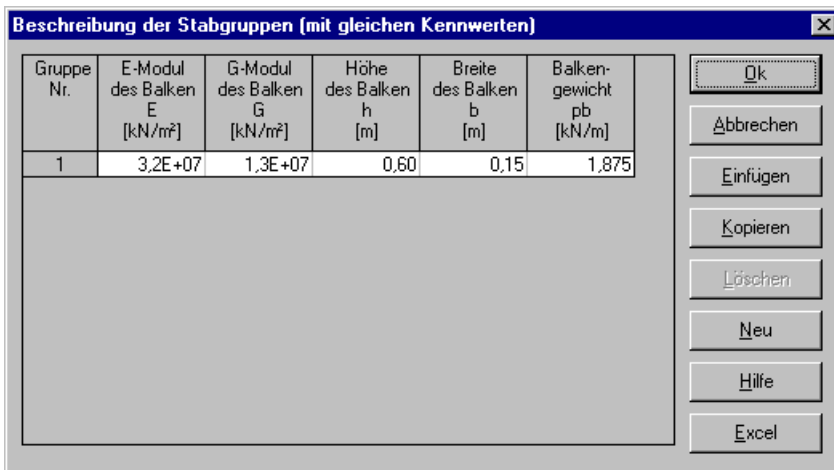 Beschreibung der Stabgruppen (mit gleichen Kennwerten)
Gruppe E-Modul G-Modul Höhe Breite Balken-
Nr. des Balken des Balken des Balken des Balken gewicht
E G h b pb
[kN/m²] [kN/m²] [m] [m] [kN/m]
1 3,2E+07 1,3E+07 0,60 0,15 1,875
Ok
Abbrechen
Einfügen
Kopieren
Löschen
Neu
Hilfe
Excel